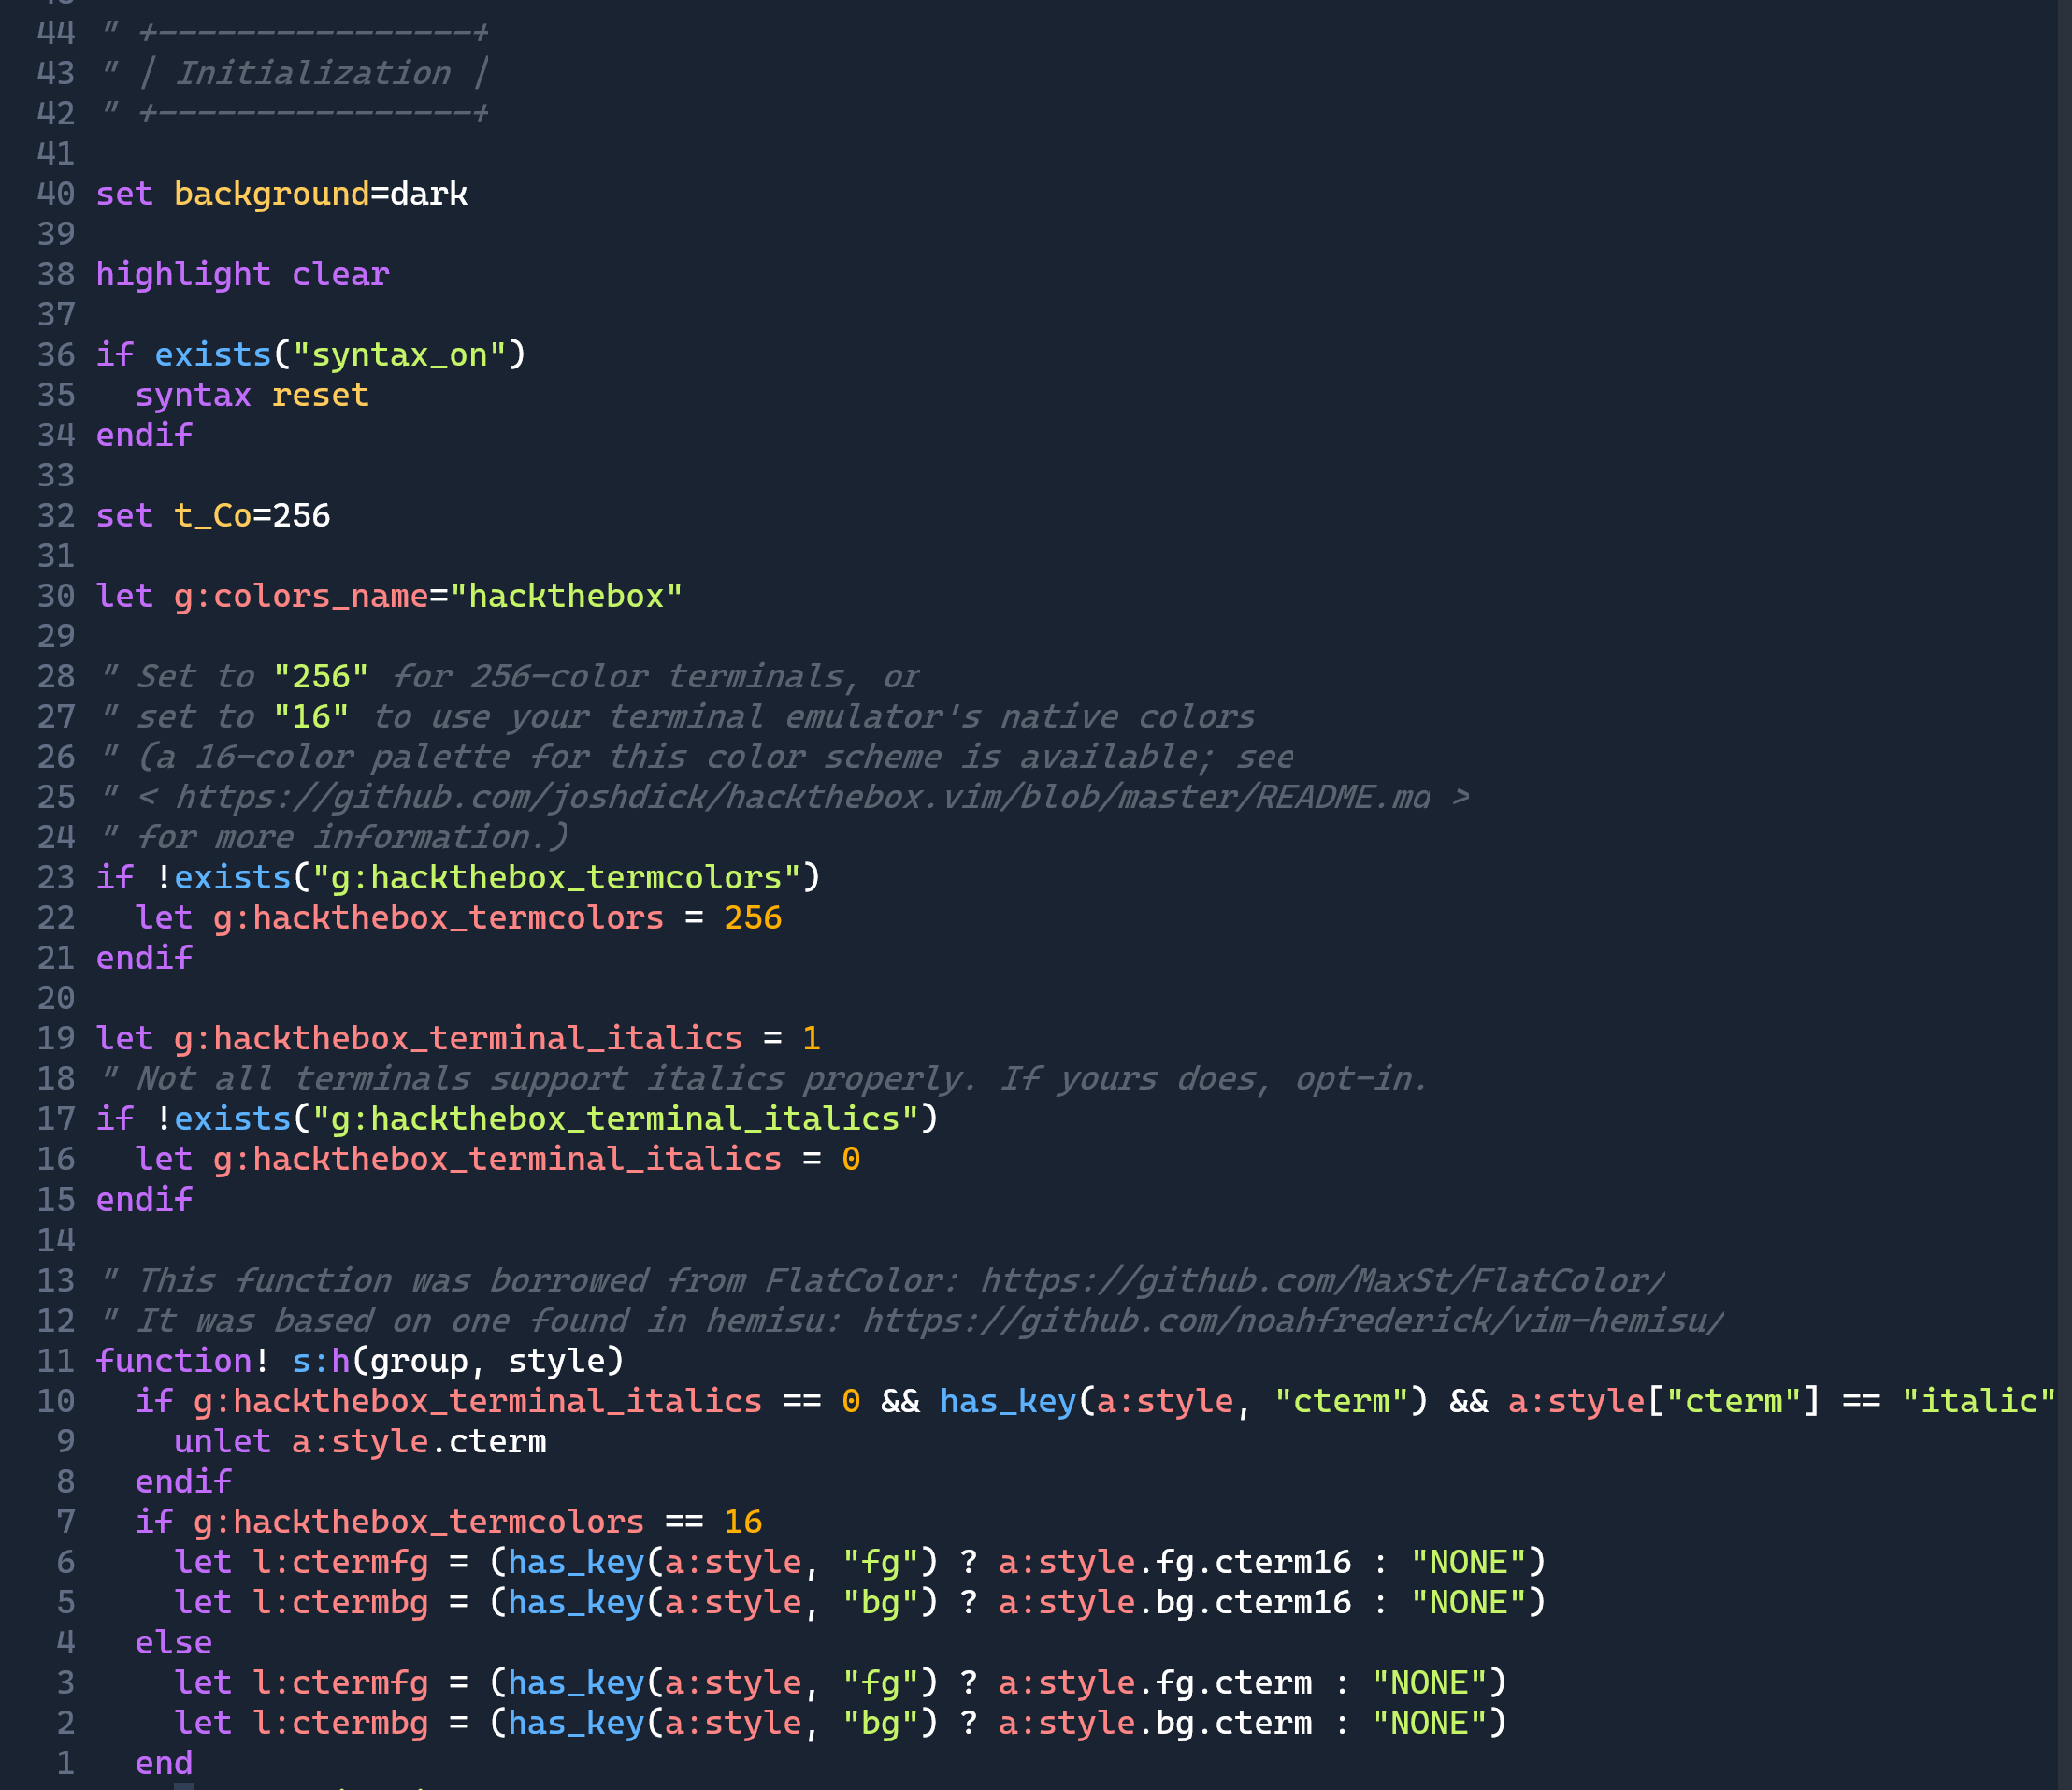 44 " +----------------+
43 " | Initialization |
42 " +----------------+
41
40 set background=dark
39
38 highlight clear
37
36 if exists("syntax_on")
35   syntax reset
34 endif
33
32 set t_Co=256
31
30 let g:colors_name="hackthebox"
29
28 " Set to "256" for 256-color terminals, or
27 " set to "16" to use your terminal emulator's native colors
26 " (a 16-color palette for this color scheme is available; see
25 " < https://github.com/joshdick/hackthebox.vim/blob/master/README.md >
24 " for more information.)
23 if !exists("g:hackthebox_termcolors")
22   let g:hackthebox_termcolors = 256
21 endif
20
19 let g:hackthebox_terminal_italics = 1
18 " Not all terminals support italics properly. If yours does, opt-in.
17 if !exists("g:hackthebox_terminal_italics")
16   let g:hackthebox_terminal_italics = 0
15 endif
14
13 " This function was borrowed from FlatColor: https://github.com/MaxSt/FlatColor/
12 " It was based on one found in hemisu: https://github.com/noahfrederick/vim-hemisu/
11 function! s:h(group, style)
10   if g:hackthebox_terminal_italics == 0 && has_key(a:style, "cterm") && a:style["cterm"] == "italic"
9     unlet a:style.cterm
8   endif
7   if g:hackthebox_termcolors == 16
6     let l:ctermfg = (has_key(a:style, "fg") ? a:style.fg.cterm16 : "NONE")
5     let l:ctermbg = (has_key(a:style, "bg") ? a:style.bg.cterm16 : "NONE")
4   else
3     let l:ctermfg = (has_key(a:style, "fg") ? a:style.fg.cterm : "NONE")
2     let l:ctermbg = (has_key(a:style, "bg") ? a:style.bg.cterm : "NONE")
1   end